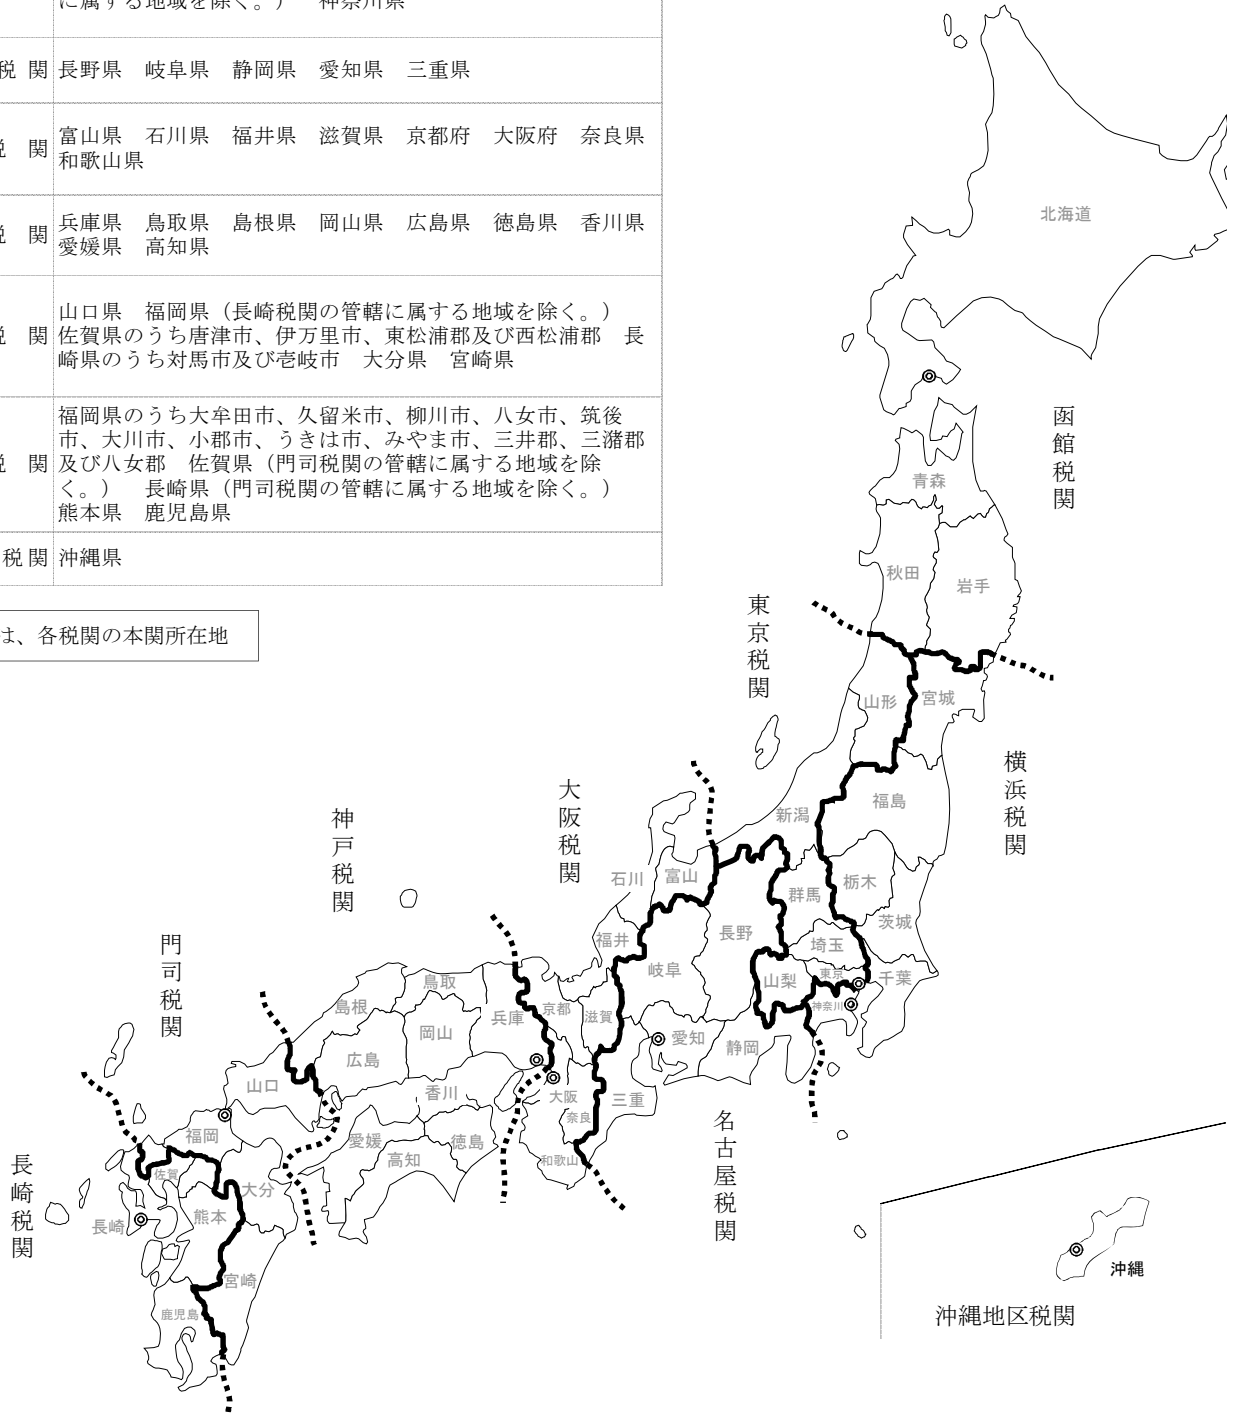 に属する地域を除く。）　神奈川県
税 関 長野県　岐阜県　静岡県　愛知県　三重県
富山県　石川県　福井県　滋賀県　京都府　大阪府　奈良県
税 関
和歌山県
兵庫県　鳥取県　島根県　岡山県　広島県　徳島県　香川県
税 関
愛媛県　高知県
山口県　福岡県（長崎税関の管轄に属する地域を除く。）
税 関 佐賀県のうち唐津市、伊万里市、東松浦郡及び西松浦郡　長
崎県のうち対馬市及び壱岐市　大分県　宮崎県
福岡県のうち大牟田市、久留米市、柳川市、八女市、筑後
市、大川市、小郡市、うきは市、みやま市、三井郡、三潴郡
税 関 及び八女郡　佐賀県（門司税関の管轄に属する地域を除
く。）　長崎県（門司税関の管轄に属する地域を除く。）
熊本県　鹿児島県
税関 沖縄県
は、各税関の本関所在地
北海道
函館税関
青森
秋田
岩手
東京税関
山形
宮城
横浜税関
福島
新潟
大阪税関
神戸税関
石川
富山
群馬
栃木
茨城
福井
長野
埼玉
門司税関
岐阜
山梨
東京
千葉
鳥取
島根
兵庫
京都
滋賀
神奈川
岡山
広島
愛知
静岡
山口
香川
大阪
三重
奈良
福岡
愛媛
徳島
高知
和歌山
名古屋税関
長崎税関
佐賀
大分
長崎
熊本
宮崎
鹿児島
沖縄
沖縄地区税関